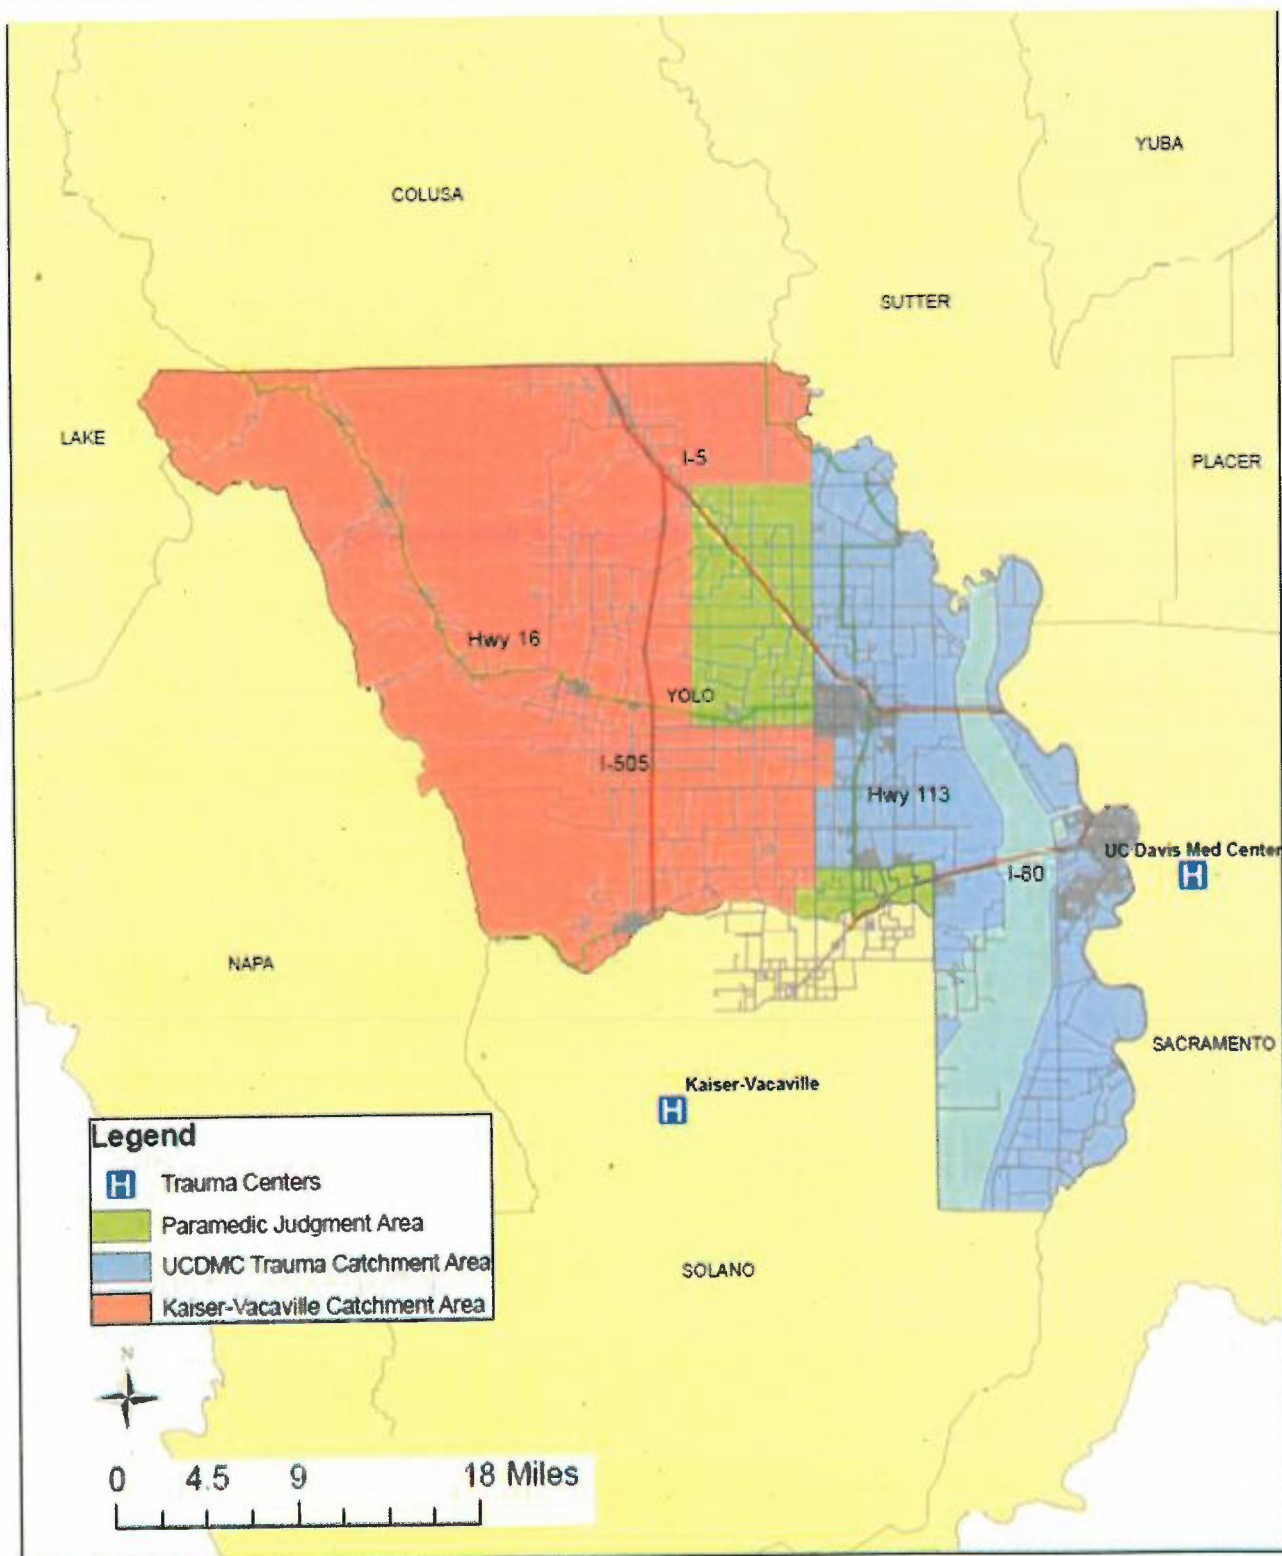 YUBA
COLUSA
SUTTER
LAKE
I-5
PLACER
Hwy 16
YOLO
I-505
Hwy 113
UC Davis Med Center
H
I-80
NAPA
SACRAMENTO
Kaiser-Vacaville
H
Legend
H Trauma Centers
Paramedic Judgment Area
UCDMC Trauma Catchment Area
Kaiser-Vacaville Catchment Area
SOLANO
N
0 4.5 9 18 Miles